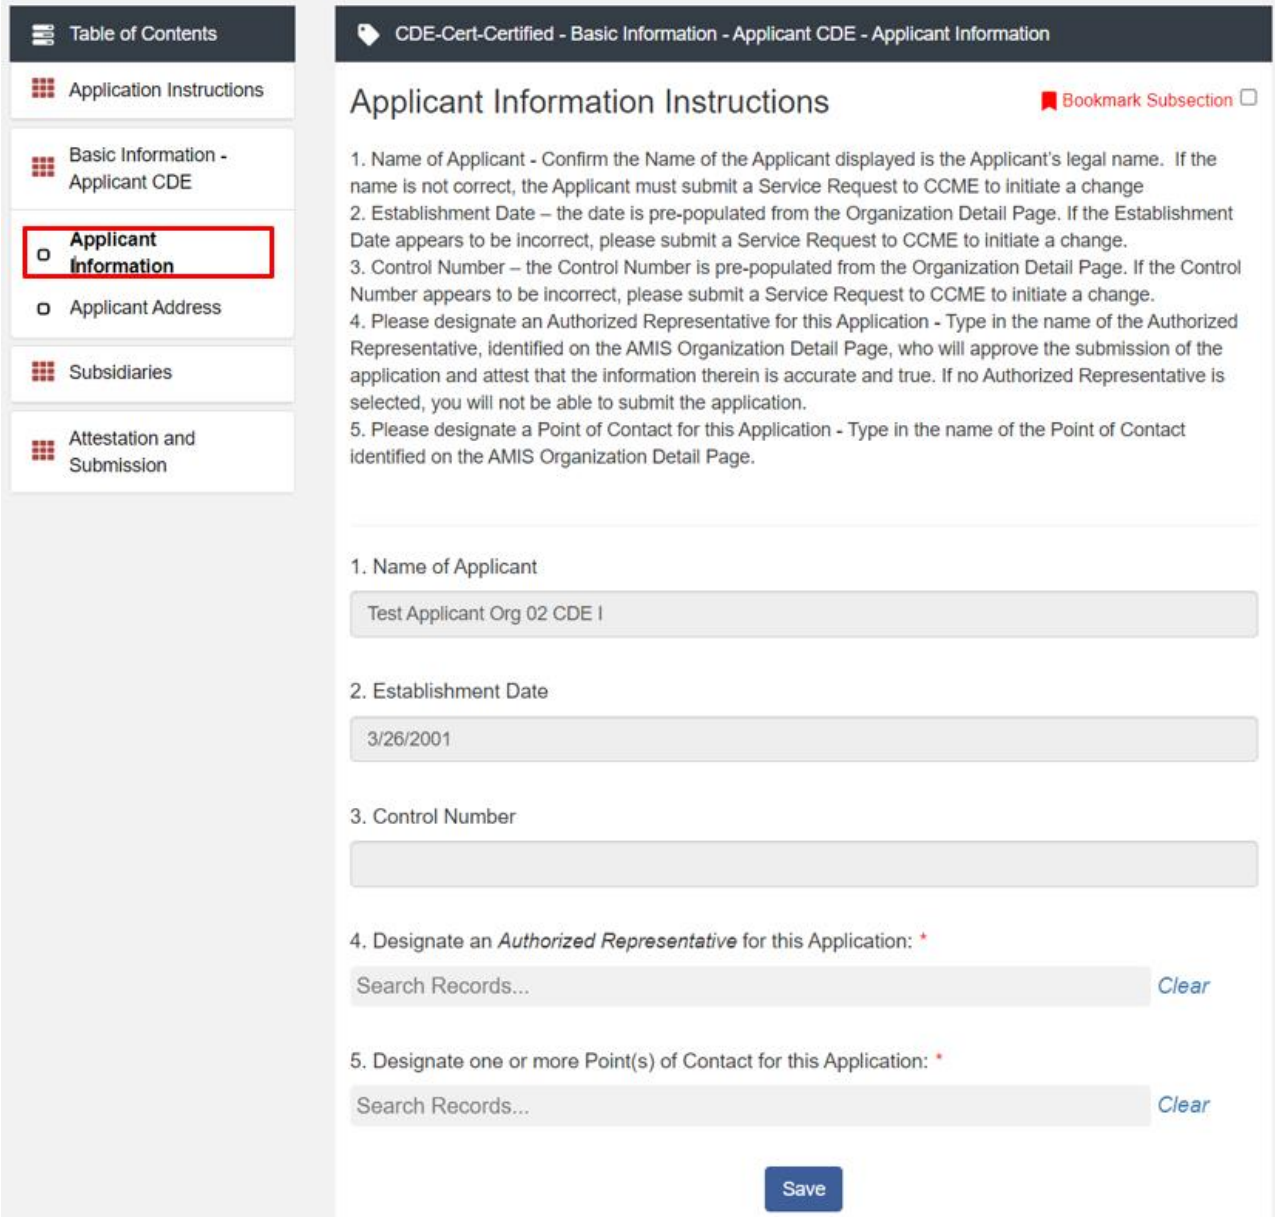 Table of Contents
Application Instructions
Basic Information -
Applicant CDE
Applicant
Information
Applicant Address
Subsidiaries
Attestation and
Submission
CDE-Cert-Certified - Basic Information - Applicant CDE - Applicant Information
Applicant Information Instructions
Bookmark Subsection
1. Name of Applicant - Confirm the Name of the Applicant displayed is the Applicant's legal name. If the
name is not correct, the Applicant must submit a Service Request to CCME to initiate a change
2. Establishment Date – the date is pre-populated from the Organization Detail Page. If the Establishment
Date appears to be incorrect, please submit a Service Request to CCME to initiate a change.
3. Control Number – the Control Number is pre-populated from the Organization Detail Page. If the Control
Number appears to be incorrect, please submit a Service Request to CCME to initiate a change.
4. Please designate an Authorized Representative for this Application - Type in the name of the Authorized
Representative, identified on the AMIS Organization Detail Page, who will approve the submission of the
application and attest that the information therein is accurate and true. If no Authorized Representative is
selected, you will not be able to submit the application.
5. Please designate a Point of Contact for this Application - Type in the name of the Point of Contact
identified on the AMIS Organization Detail Page.
1. Name of Applicant
Test Applicant Org 02 CDE I
2. Establishment Date
3/26/2001
3. Control Number
4. Designate an Authorized Representative for this Application: *
Search Records... Clear
5. Designate one or more Point(s) of Contact for this Application: *
Search Records... Clear
Save